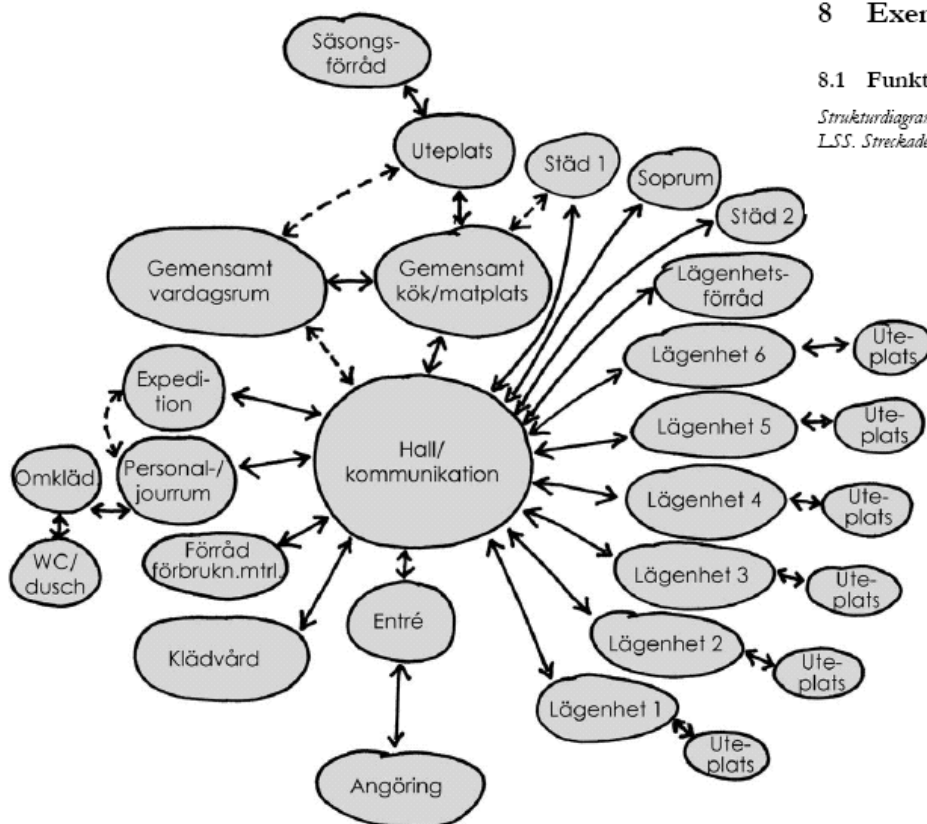 8 Exer
8.1 Funkt
Strukturdiagram
LSS. Streckade
Säsongs-
förråd
Uteplats
Städ 1
Soprum
Städ 2
Gemensamt
vardagsrum
Gemensamt
kök/matplats
Lägenhets-
förråd
Lägenhet 6
Ute-
plats
Expedi-
tion
Hall/
kommunikation
Lägenhet 5
Ute-
plats
Omkläd.
Personal-/
jourrum
Lägenhet 4
Ute-
plats
WC/
dusch
Förråd
förbrukn.mtrl.
Lägenhet 3
Ute-
plats
Entré
Klädvård
Lägenhet 2
Ute-
plats
Lägenhet 1
Ute-
plats
Angöring